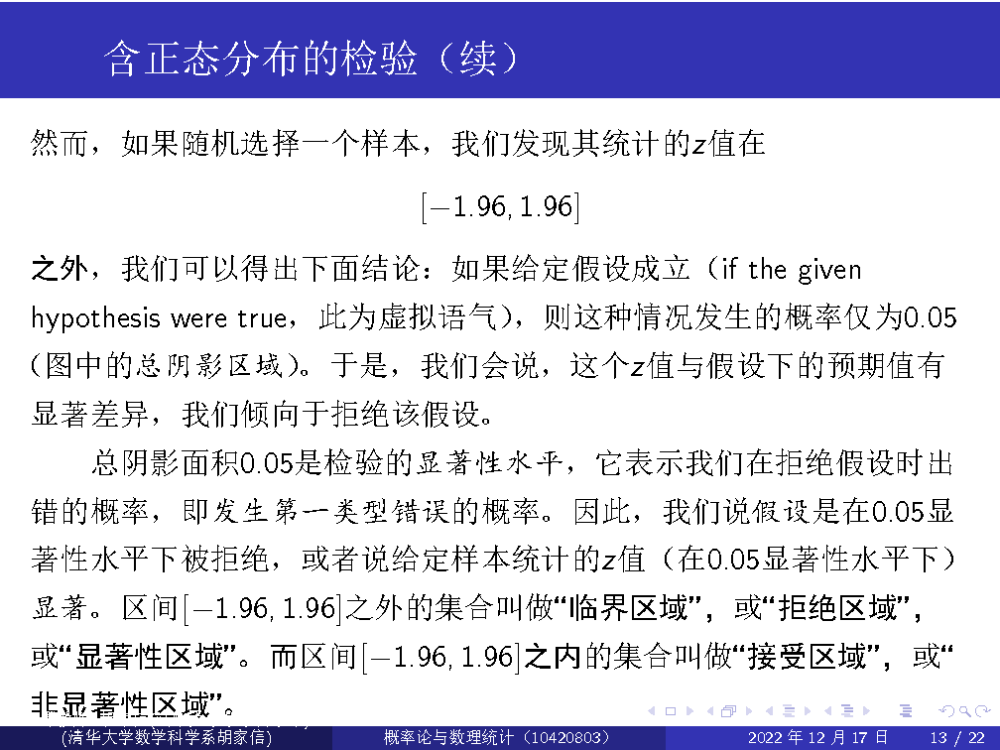 含正态分布的检验（续）
然而，如果随机选择一个样本，我们发现其统计的z值在
[−1.96, 1.96]
之外，我们可以得出下面结论：如果给定假设成立（if the given
hypothesis were true，此为虚拟语气），则这种情况发生的概率仅为0.05
（图中的总阴影区域）。于是，我们会说，这个z值与假设下的预期值有
显著差异，我们倾向于拒绝该假设。
总阴影面积0.05是检验的显著性水平，它表示我们在拒绝假设时出
错的概率，即发生第一类型错误的概率。因此，我们说假设是在0.05显
著性水平下被拒绝，或者说给定样本统计的z值（在0.05显著性水平下）
显著。区间[−1.96, 1.96]之外的集合叫做“临界区域”，或“拒绝区域”，
或“显著性区域”。而区间[−1.96, 1.96]之内的集合叫做“接受区域”，或“
非显著性区域”。
(清华大学数学科学系胡家信) 概率论与数理统计（10420803） 2022 年 12 月 17 日 13 / 22